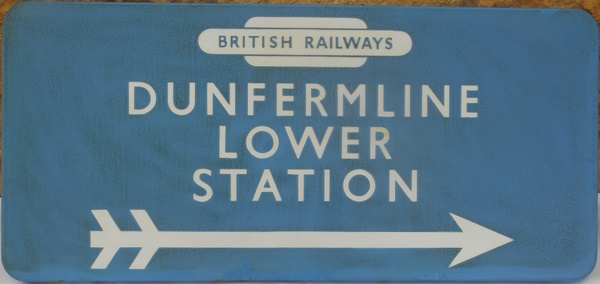 BRITISH RAILWAYS
DUNFERMLINE
LOWER
STATION